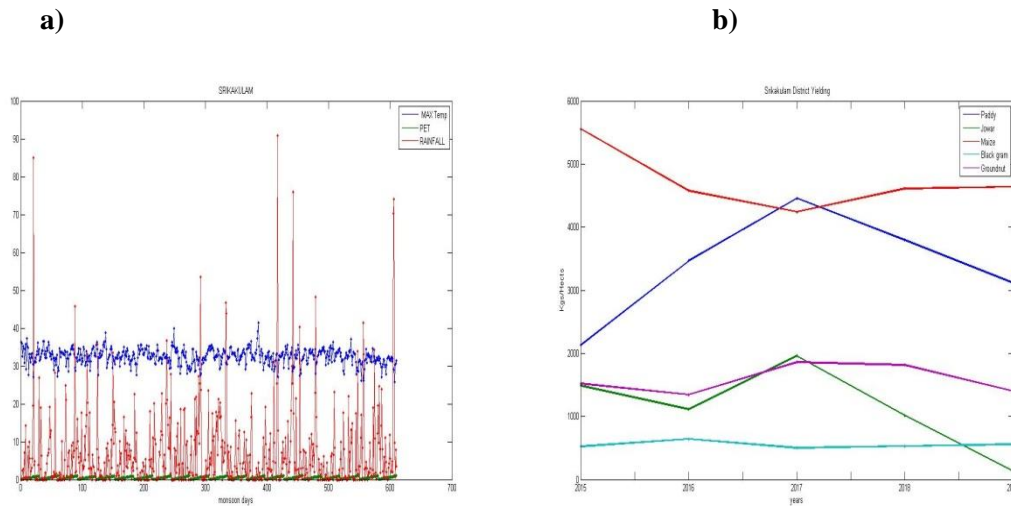 a)
b)
SRIKAKULAM
100
90
80
70
60
50
40
30
20
10
0
0 100 200 300 400 500 600 700
monsoon days
MAX Temp
PET
RAINFALL
Srikakulam District Yielding
6000
5000
4000
3000
2000
1000
0
Kgs/Hects
2015 2016 2017 2018
years
Paddy
Jowar
Maize
Black gram
Groundnut